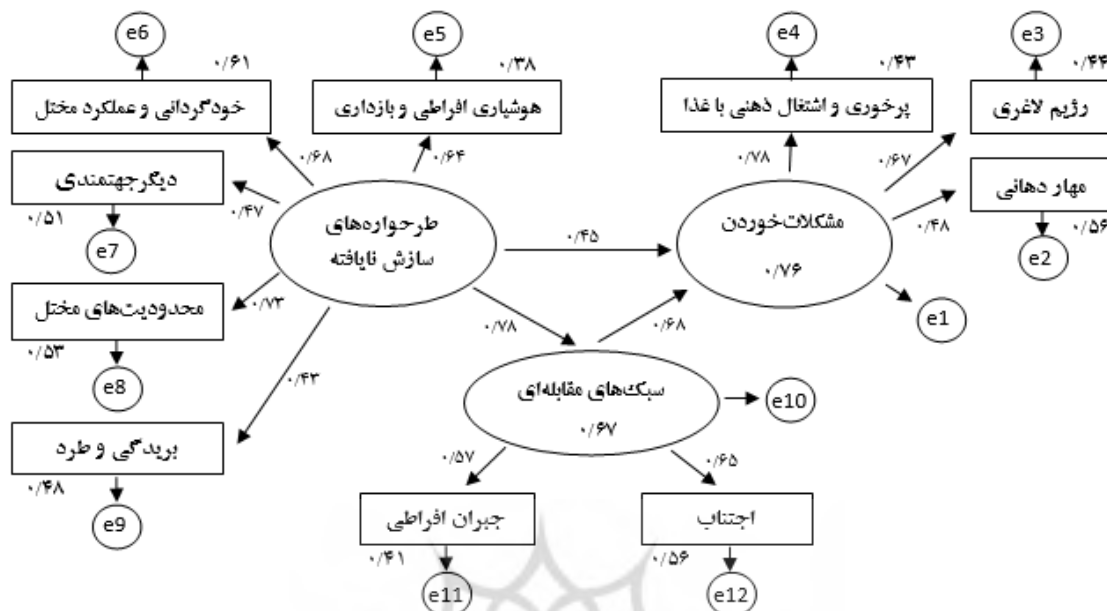 e6
e5
e4
e3
۰/۶۱
۰/۳۸
۰/۴۳
۰/۴۴
خودگردانی و عملکرد مختل
هوشیاری افراطی و بازداری
پرخوری و اشتغال ذهنی با غذا
رژیم لاغری
۰/۶۸
۰/۶۴
۰/۷۸
۰/۶۷
دیگرجهتمندی
۰/۴۷
۰/۵۱
e7
طرحواره‌های
سازش نایافته
مشکلات‌خوردن
۰/۷۶
مهار دهانی
۰/۴۸
۰/۵۶
e2
۰/۴۵
e1
محدودیت‌های مختل
۰/۷۳
۰/۵۳
e8
۰/۷۸
۰/۶۸
۰/۴۳
سبک‌های مقابله‌ای
۰/۶۷
e10
بریدگی و طرد
۰/۴۸
e9
۰/۵۷
۰/۶۵
جبران افراطی
اجتناب
۰/۴۱
۰/۵۶
e11
e12